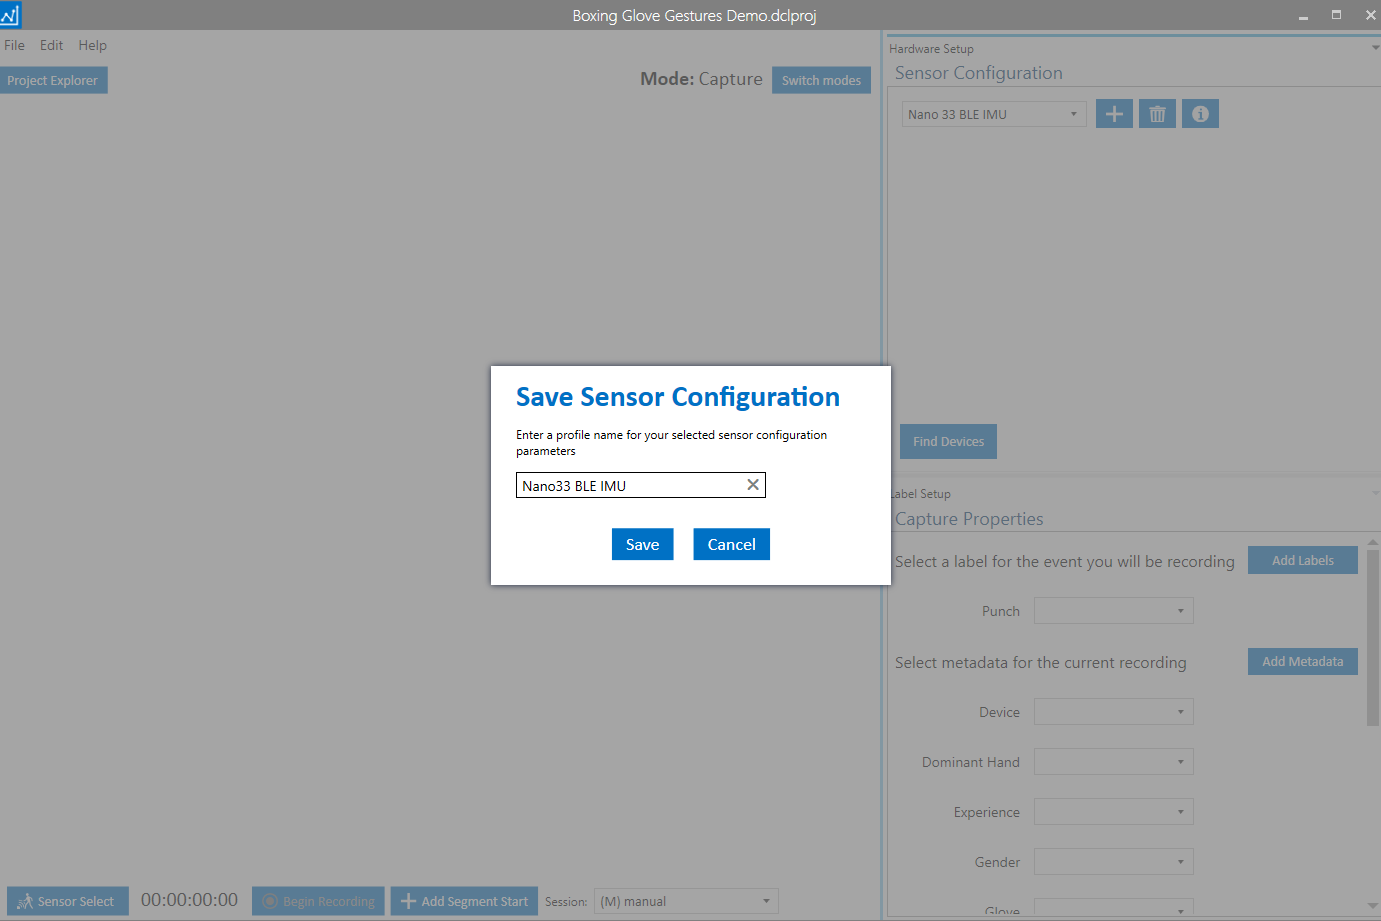 Boxing Glove Gestures Demo.dclproj
File Edit Help
Project Explorer
Mode: Capture
Switch modes
Hardware Setup
Sensor Configuration
Nano 33 BLE IMU
Find Devices
Save Sensor Configuration
Enter a profile name for your selected sensor configuration
parameters
Nano33 BLE IMU
Save
Cancel
Label Setup
Capture Properties
Select a label for the event you will be recording
Add Labels
Punch
Select metadata for the current recording
Add Metadata
Device
Dominant Hand
Experience
Gender
Glove
Sensor Select
00:00:00:00
Begin Recording
Add Segment Start
Session:
(M) manual